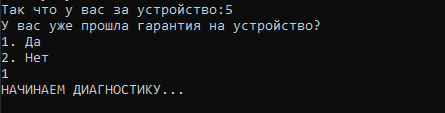 Так что у вас за устройство:5
У вас уже прошла гарантия на устройство?
1. Да
2. Нет
1
НАЧИНАЕМ ДИАГНОСТИКУ...